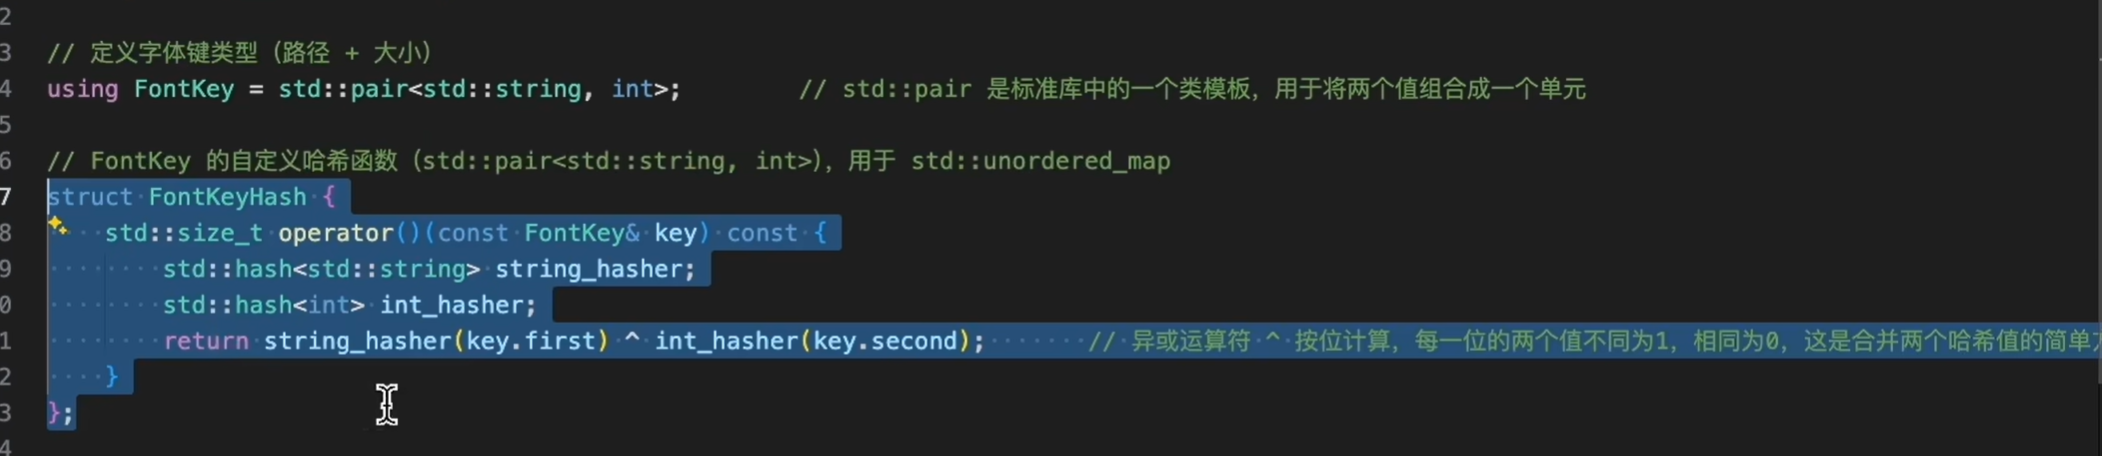 2
3 // 定义字体键类型（路径 + 大小）
4 using FontKey = std::pair<std::string, int>; // std::pair 是标准库中的一个类模板，用于将两个值组合成一个单元
5
6 // FontKey 的自定义哈希函数（std::pair<std::string, int>），用于 std::unordered_map
7 struct FontKeyHash {
8 std::size_t operator()(const FontKey& key) const {
9 std::hash<std::string> string_hasher;
0 std::hash<int> int_hasher;
1 return string_hasher(key.first) ^ int_hasher(key.second); // 异或运算符 ^ 按位计算，每一位的两个值不同为1，相同为0，这是合并两个哈希值的简单
2 }
3 };
4